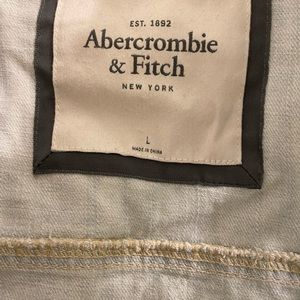 EST. 1892
Abercrombie
& Fitch
NEW YORK
L
MADE IN CHINA